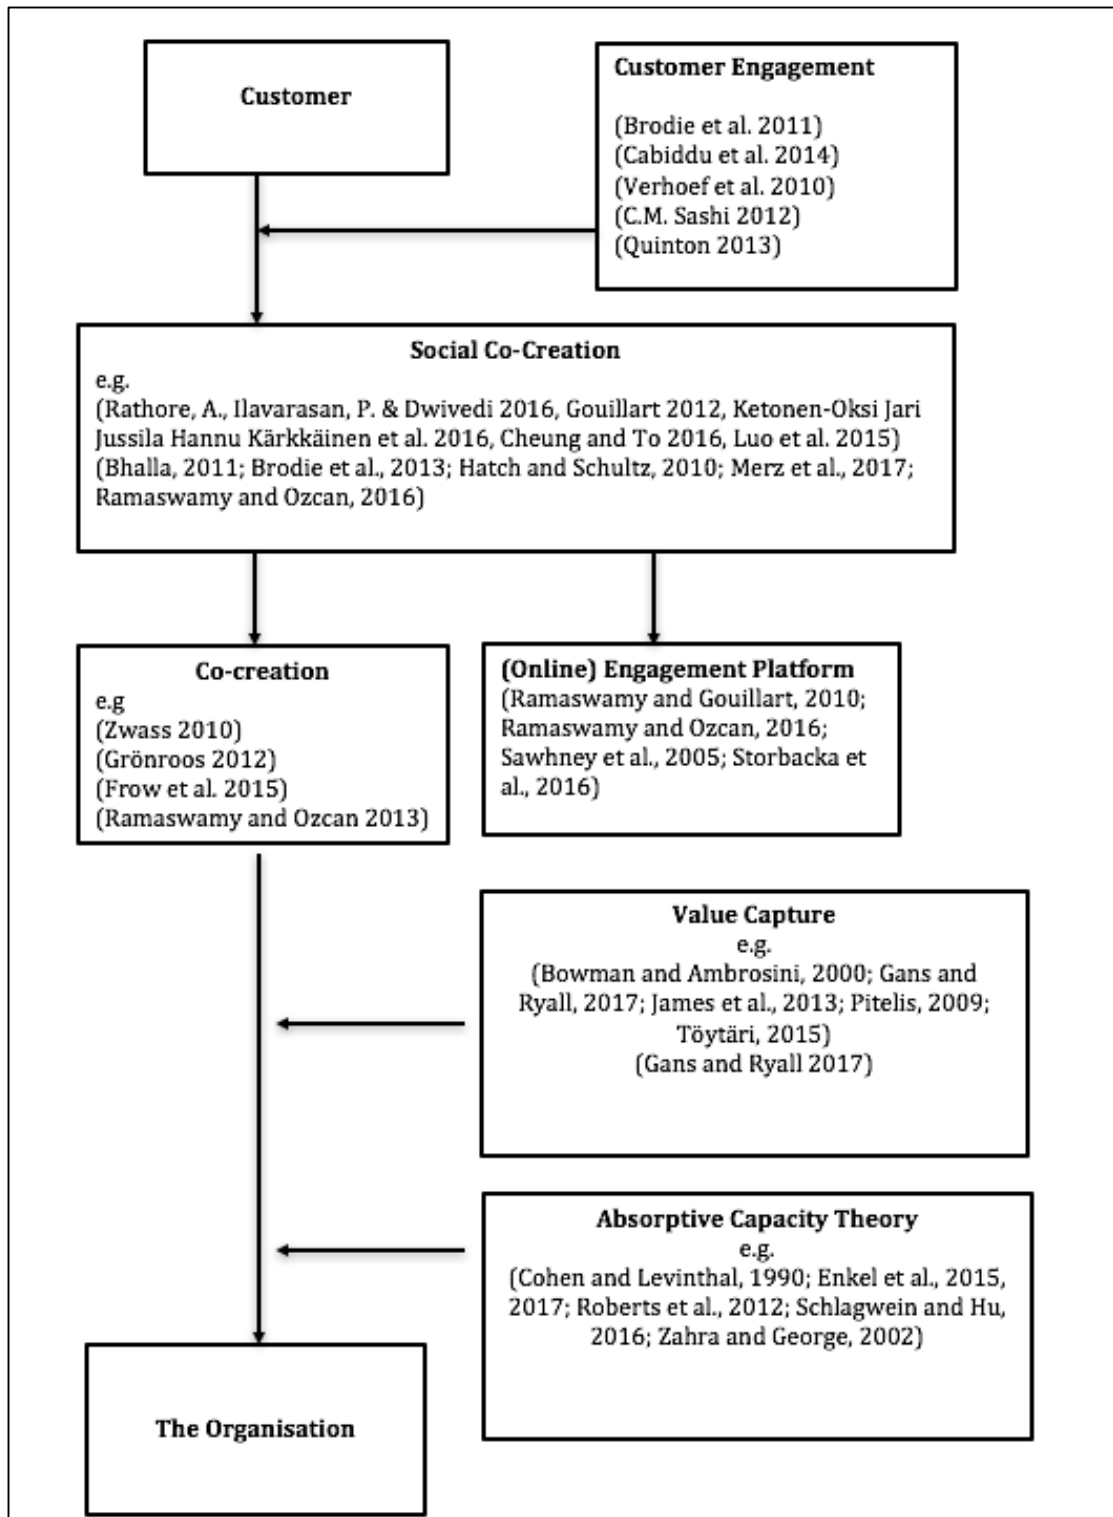 Customer
Customer Engagement
(Brodie et al. 2011)
(Cabiddu et al. 2014)
(Verhoef et al. 2010)
(C.M. Sashi 2012)
(Quinton 2013)
Social Co-Creation
e.g.
(Rathore, A., Ilavarasan, P. & Dwivedi 2016, Gouillart 2012, Ketonen-Oksi Jari
Jussila Hannu Kärkkäinen et al. 2016, Cheung and To 2016, Luo et al. 2015)
(Bhalla, 2011; Brodie et al., 2013; Hatch and Schultz, 2010; Merz et al., 2017;
Ramaswamy and Ozcan, 2016)
Co-creation
e.g
(Zwass 2010)
(Grönroos 2012)
(Frow et al. 2015)
(Ramaswamy and Ozcan 2013)
(Online) Engagement Platform
(Ramaswamy and Gouillart, 2010;
Ramaswamy and Ozcan, 2016;
Sawhney et al., 2005; Storbacka et
al., 2016)
Value Capture
e.g.
(Bowman and Ambrosini, 2000; Gans and
Ryall, 2017; James et al., 2013; Pitelis, 2009;
Töytäri, 2015)
(Gans and Ryall 2017)
Absorptive Capacity Theory
e.g.
(Cohen and Levinthal, 1990; Enkel et al., 2015,
2017; Roberts et al., 2012; Schlagwein and Hu,
2016; Zahra and George, 2002)
The Organisation